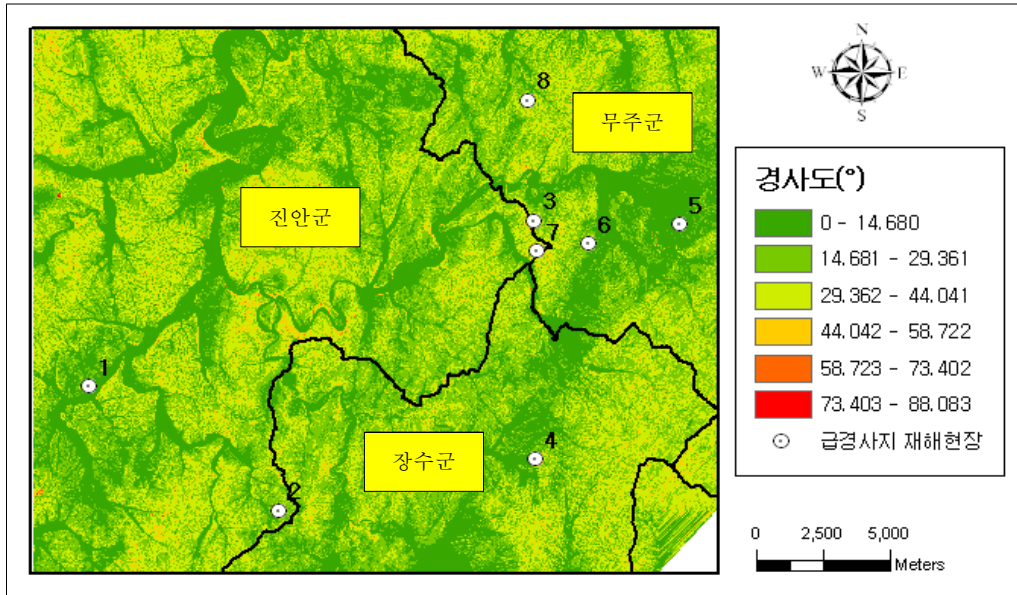 8
무주군
진안군
3
5
6
7
1
장수군
4
2
N
W
E
S
경사도(°)
0 - 14.680
14.681 - 29.361
29.362 - 44.041
44.042 - 58.722
58.723 - 73.402
73.403 - 88.083
급경사지 재해현장
0 2,500 5,000
Meters